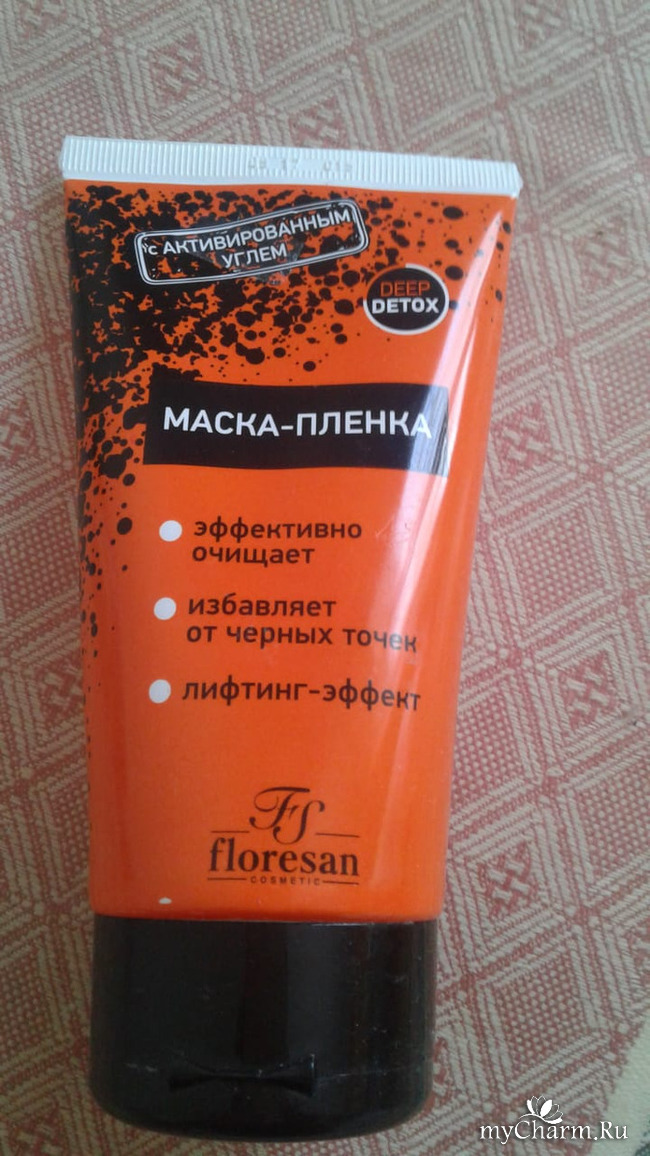 с АКТИВИРОВАННЫМ
УГЛЕМ
DEEP
DETOX
МАСКА-ПЛЕНКА
эффективно
очищает
избавляет
от черных точек
лифтинг-эффект
FS
floresan
COSMETIC
myCharm.Ru